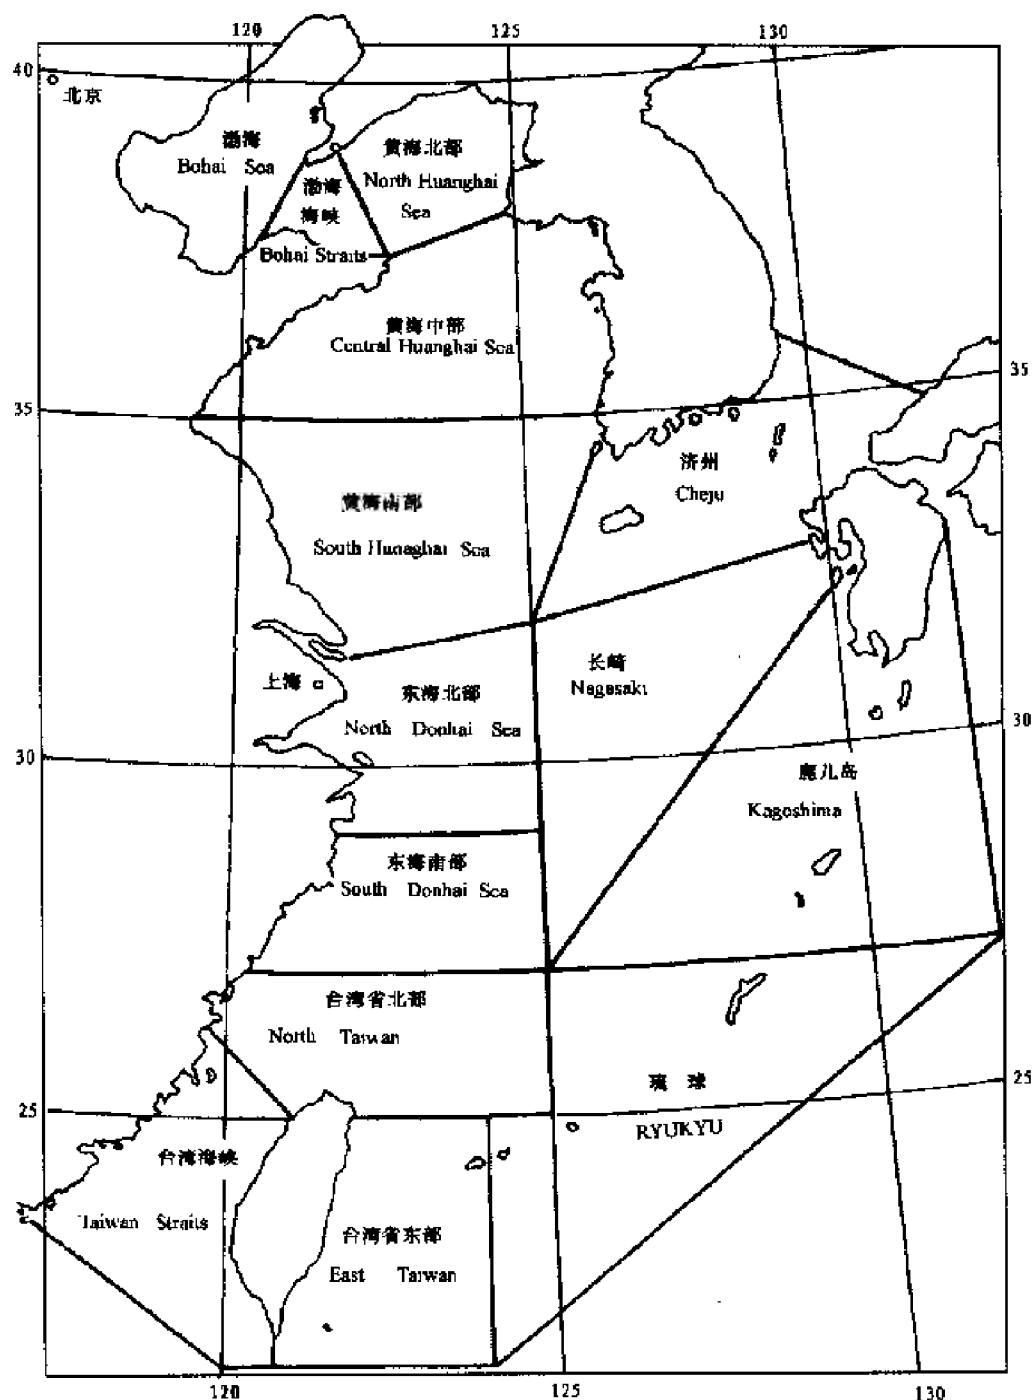 120 125 130
40
北京
渤海
Bohai Sea
黄海北部
North Huanghai
Sea
渤海
海峡
Bohai Straits
黄海中部
Central Huanghai Sea
35
35
济州
Cheju
黄海南部
South Hunaghai Sea
上海
长崎
Nagasaki
东海北部
North Donhai Sea
30
30
鹿儿岛
Kagoshima
东海南部
South Donhai Sea
台湾省北部
North Taiwan
琉球
RYUKYU
25
25
台湾海峡
Taiwan Straits
台湾省东部
East Taiwan
120 125 130